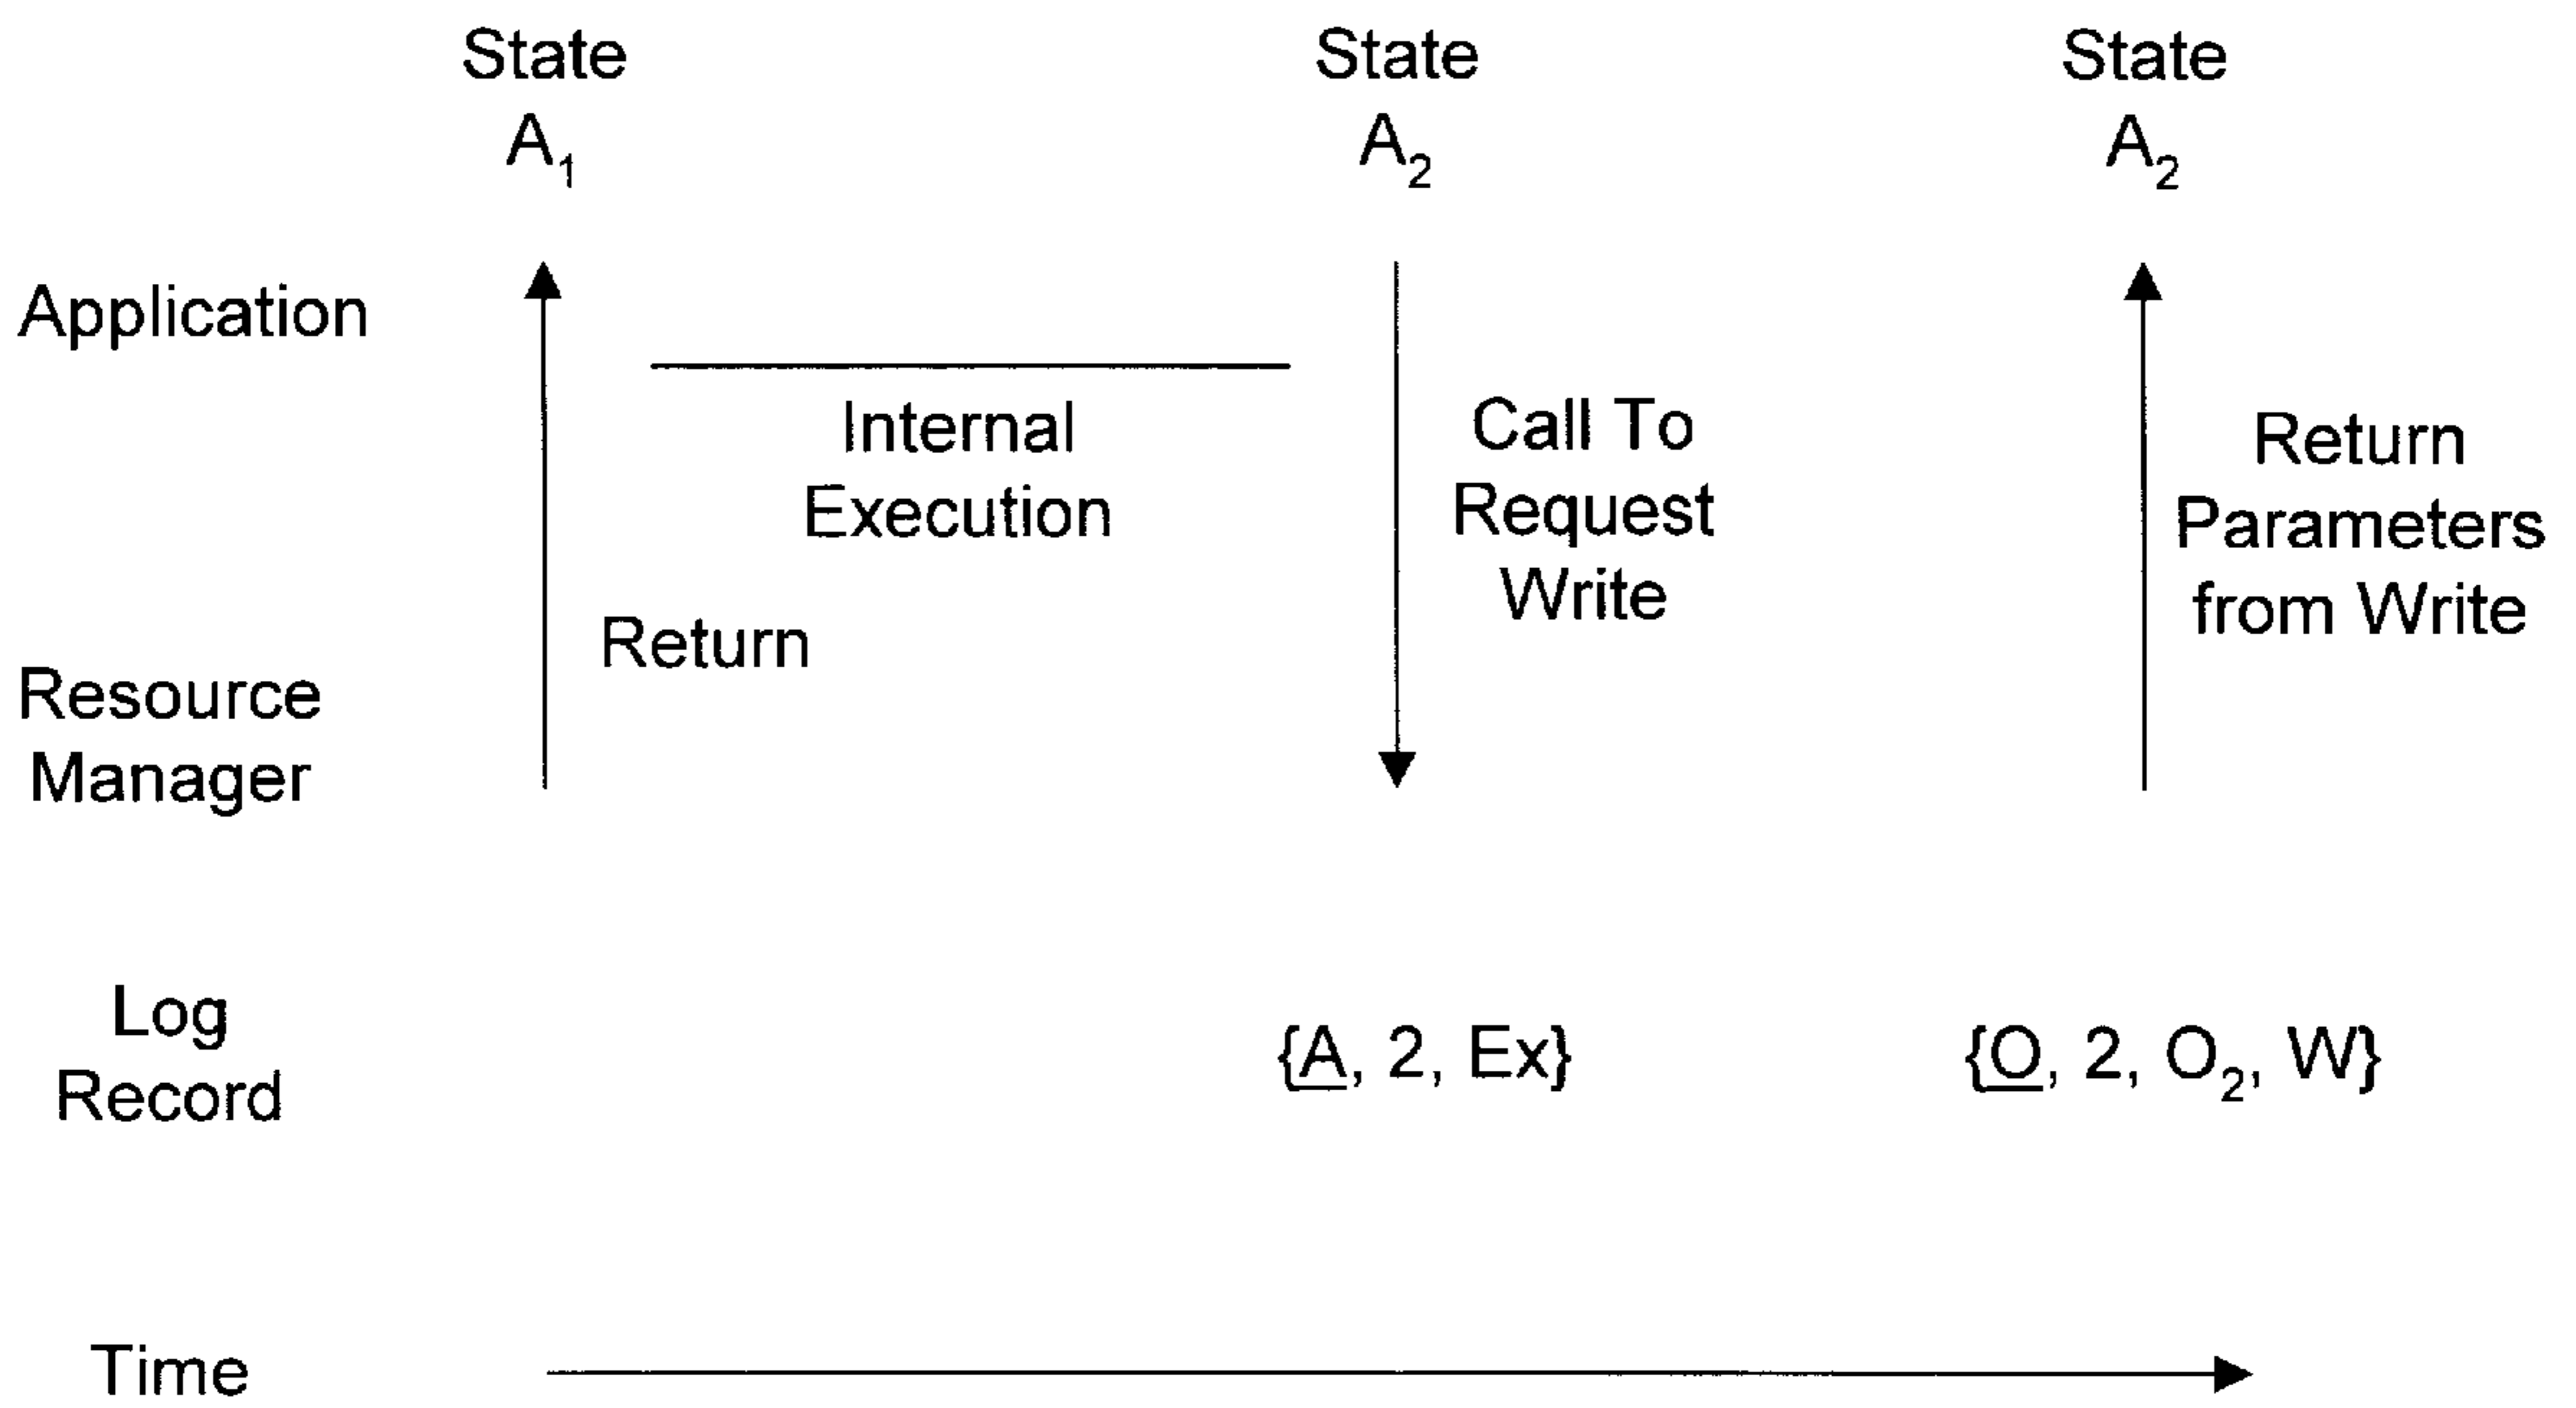 State State State
A₁ A₂ A₂
Application
Internal
Execution
Return
Call To
Request
Write
Return
Parameters
from Write
Resource
Manager
Log
Record
{A, 2, Ex} {O, 2, O₂, W}
Time